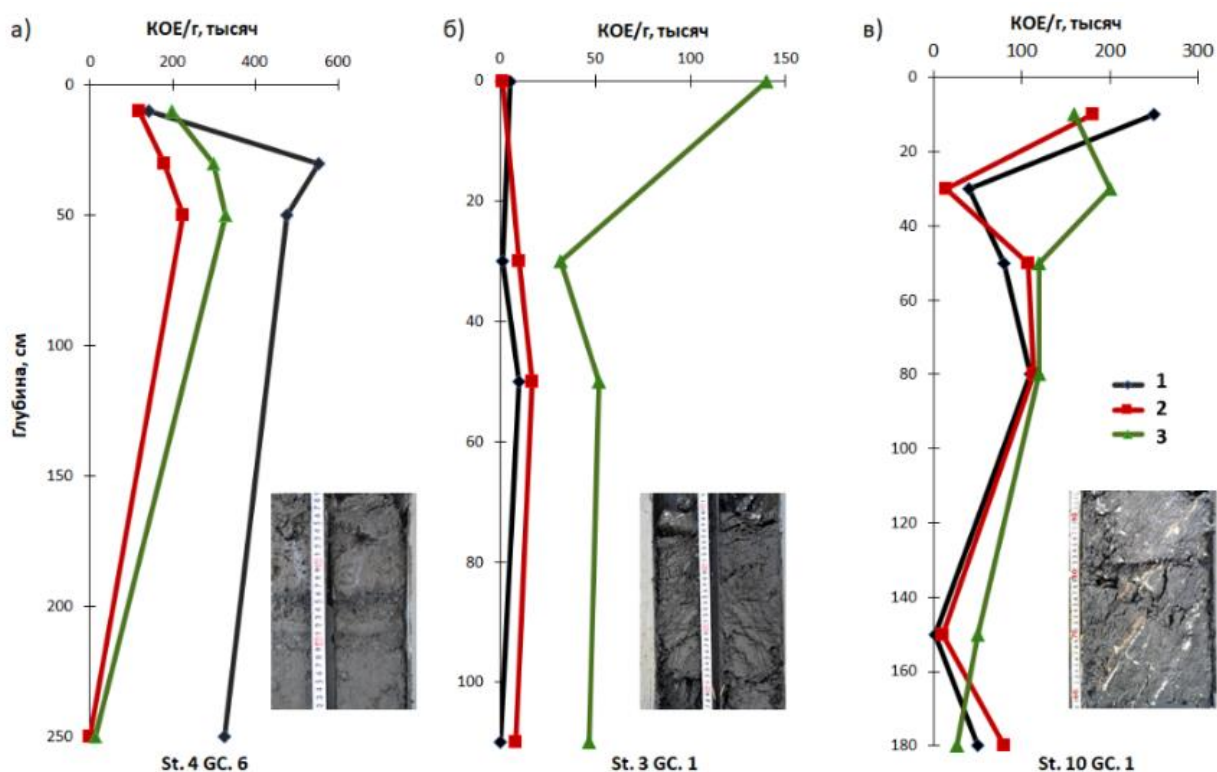 а)
КОЕ/г, тысяч
0 200 400 600
0
50
100
150
200
250
Глубина, см
St. 4 GC. 6
б)
КОЕ/г, тысяч
0 50 100 150
0
20
40
60
80
100
St. 3 GC. 1
в)
КОЕ/г, тысяч
0 100 200 300
0
20
40
60
80
100
120
140
160
180
1
2
3
St. 10 GC. 1